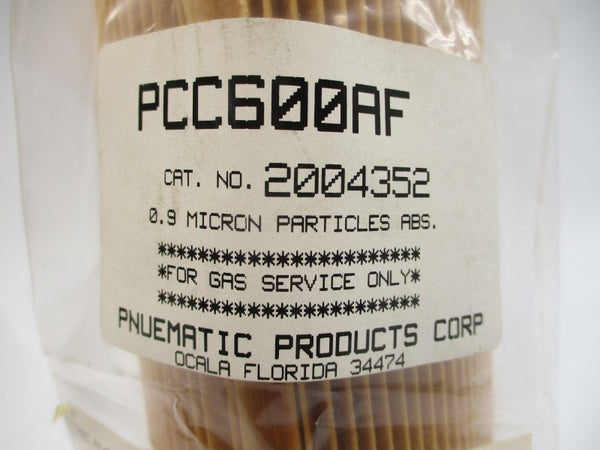 PCC600AF
CAT. NO. 2004352
0.9 MICRON PARTICLES ABS.
**********************
*FOR GAS SERVICE ONLY*
**********************
PNUEMATIC PRODUCTS CORP
OCALA FLORIDA 34474